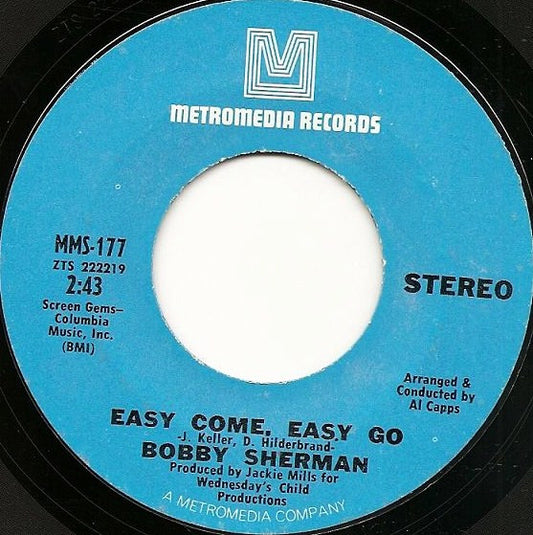 METROMEDIA RECORDS
MMS-177
ZTS 222219
2:43
Screen Gems-
Columbia
Music, Inc.
(BMI)
STEREO
Arranged &
Conducted by
Al Capps
EASY COME, EASY GO
-J. Keller, D. Hilderbrand-
BOBBY SHERMAN
Produced by Jackie Mills for
Wednesday's Child
Productions
A METROMEDIA COMPANY